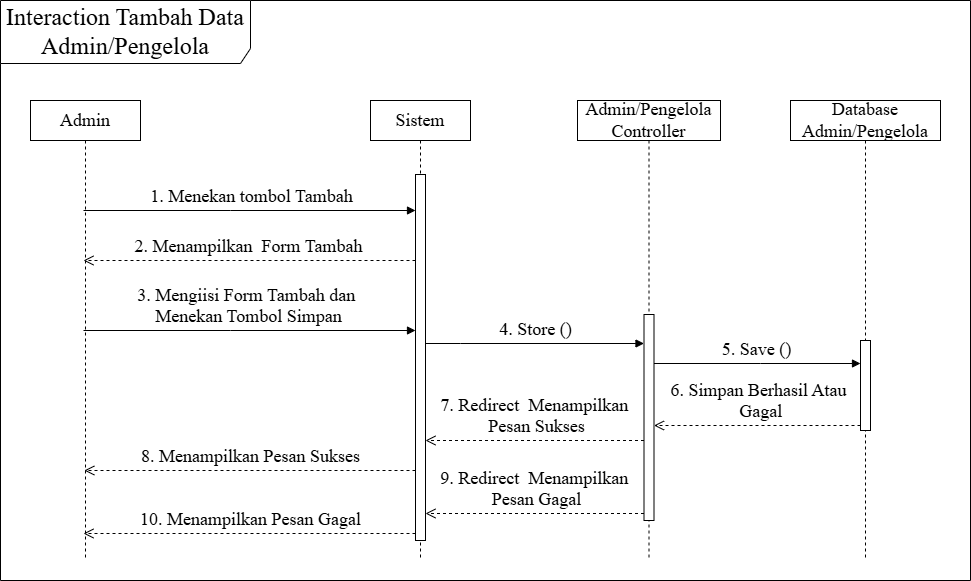 Interaction Tambah Data
Admin/Pengelola
Admin
Sistem
Admin/Pengelola
Controller
Database
Admin/Pengelola
1. Menekan tombol Tambah
2. Menampilkan  Form Tambah
3. Mengiisi Form Tambah dan
Menekan Tombol Simpan
4. Store ()
5. Save ()
6. Simpan Berhasil Atau
Gagal
7. Redirect  Menampilkan
Pesan Sukses
8. Menampilkan Pesan Sukses
9. Redirect  Menampilkan
Pesan Gagal
10. Menampilkan Pesan Gagal